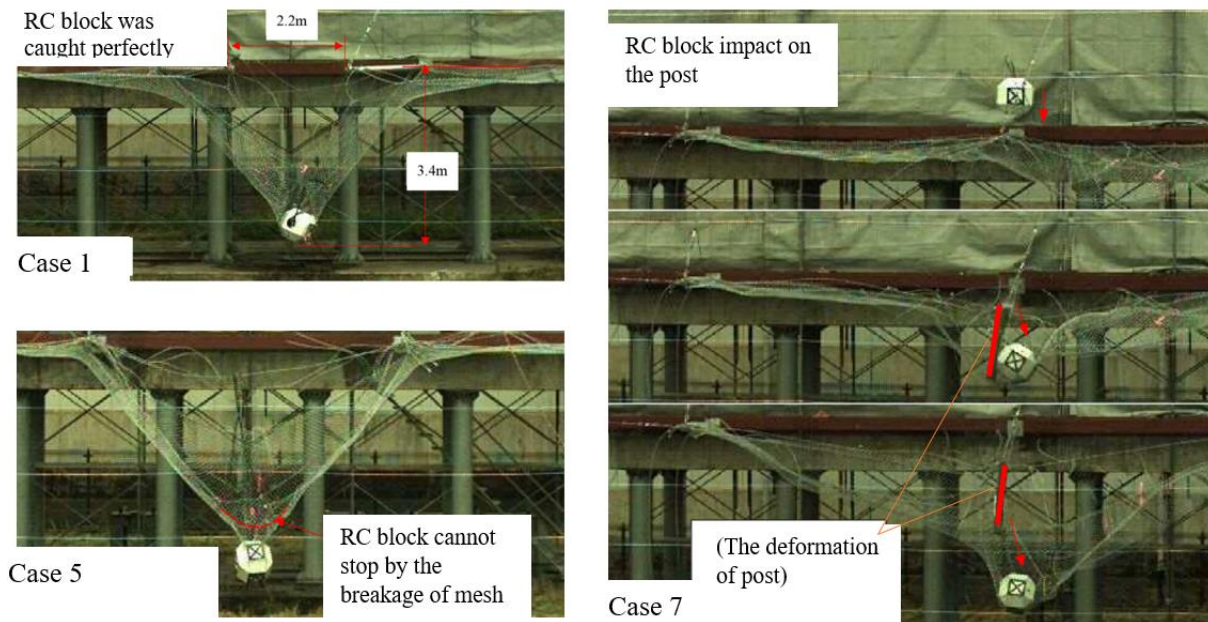 RC block was
caught perfectly
2.2m
3.4m
Case 1
RC block cannot
stop by the
breakage of mesh
Case 5
RC block impact on
the post
(The deformation
of post)
Case 7